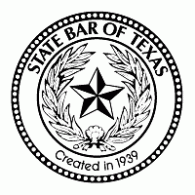 STATE BAR OF TEXAS
Created in 1939